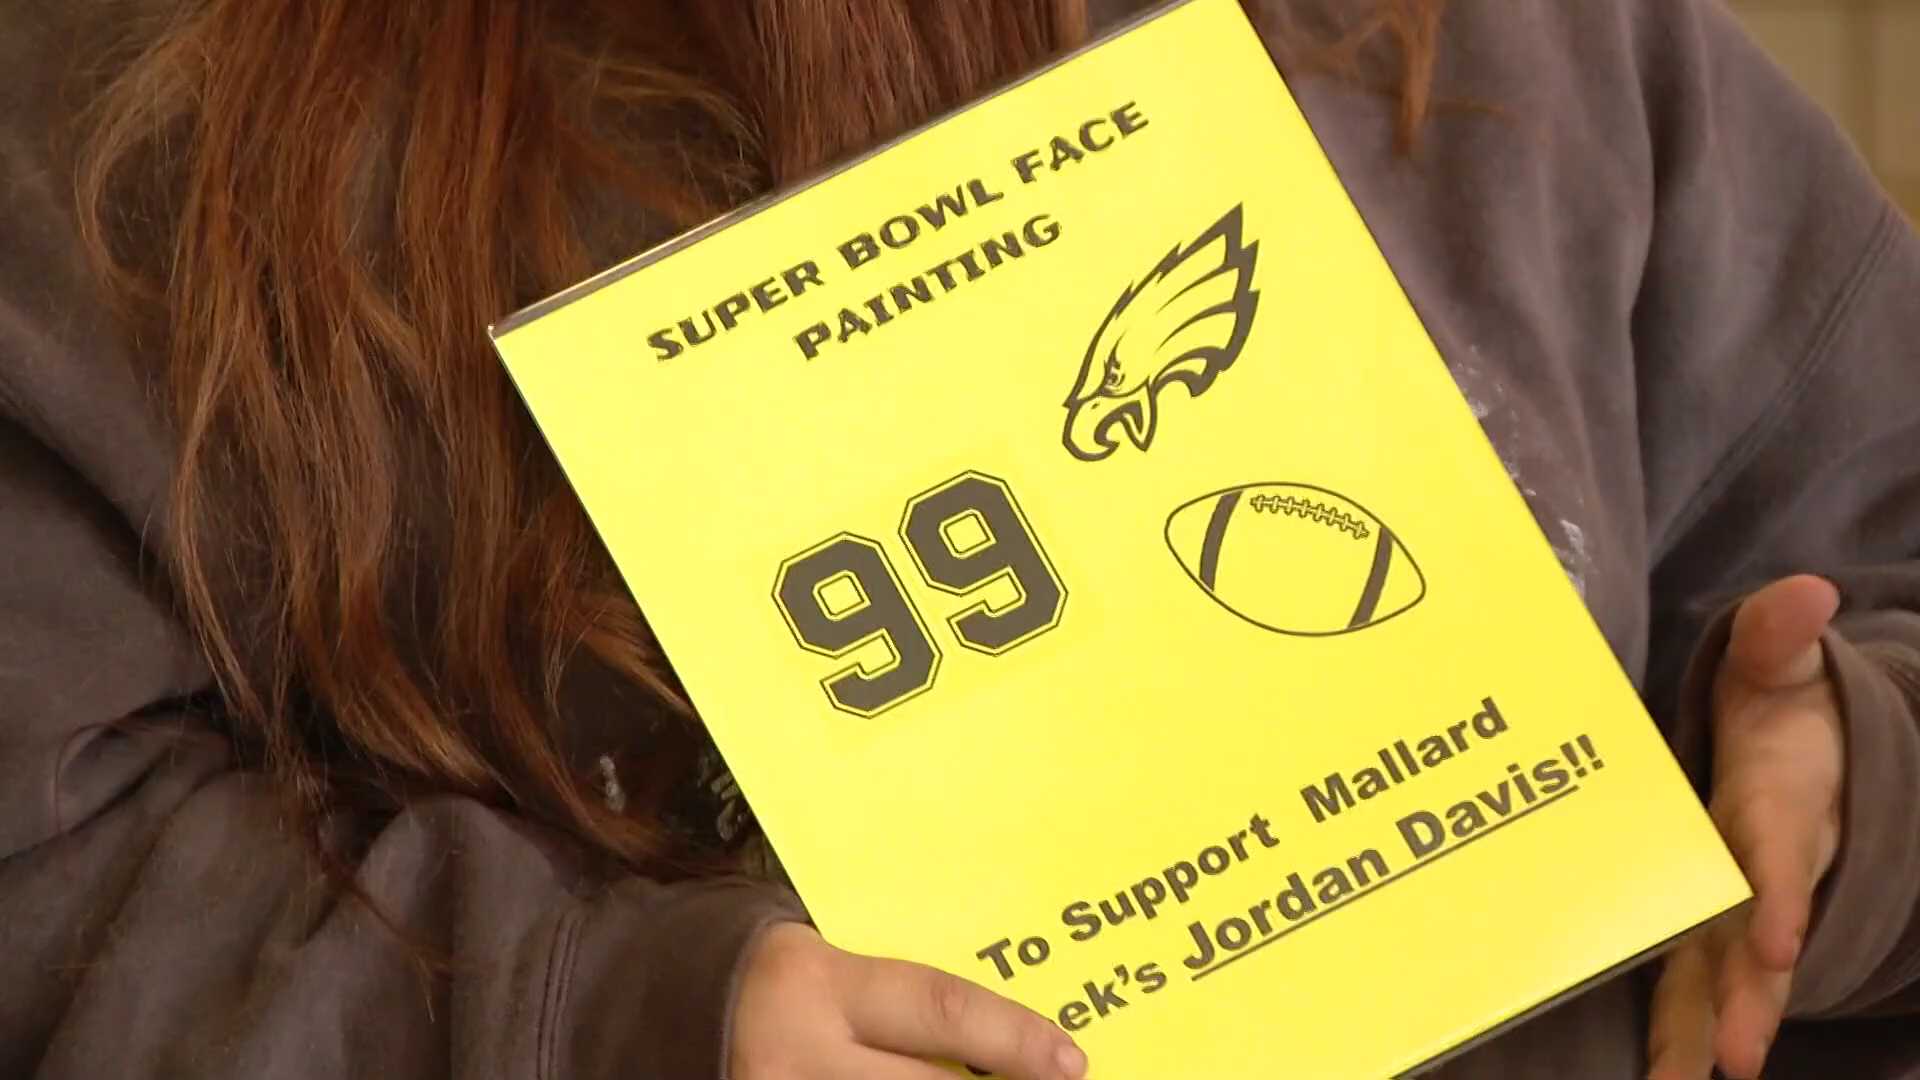 SUPER BOWL FACE
PAINTING
99
To Support Mallard
ek's Jordan Davis!!